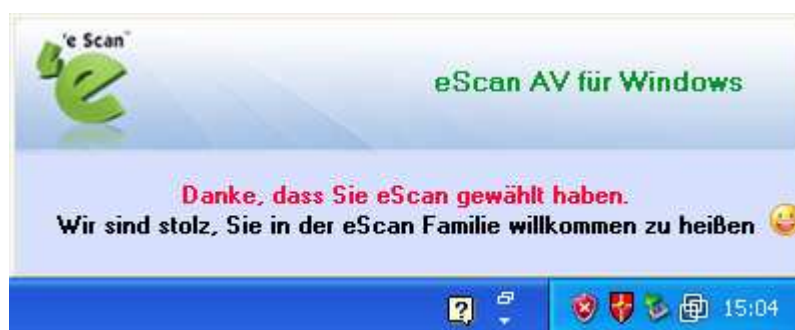 'e Scan
eScan AV für Windows
Danke, dass Sie eScan gewählt haben.
Wir sind stolz, Sie in der eScan Familie willkommen zu heißen
15:04